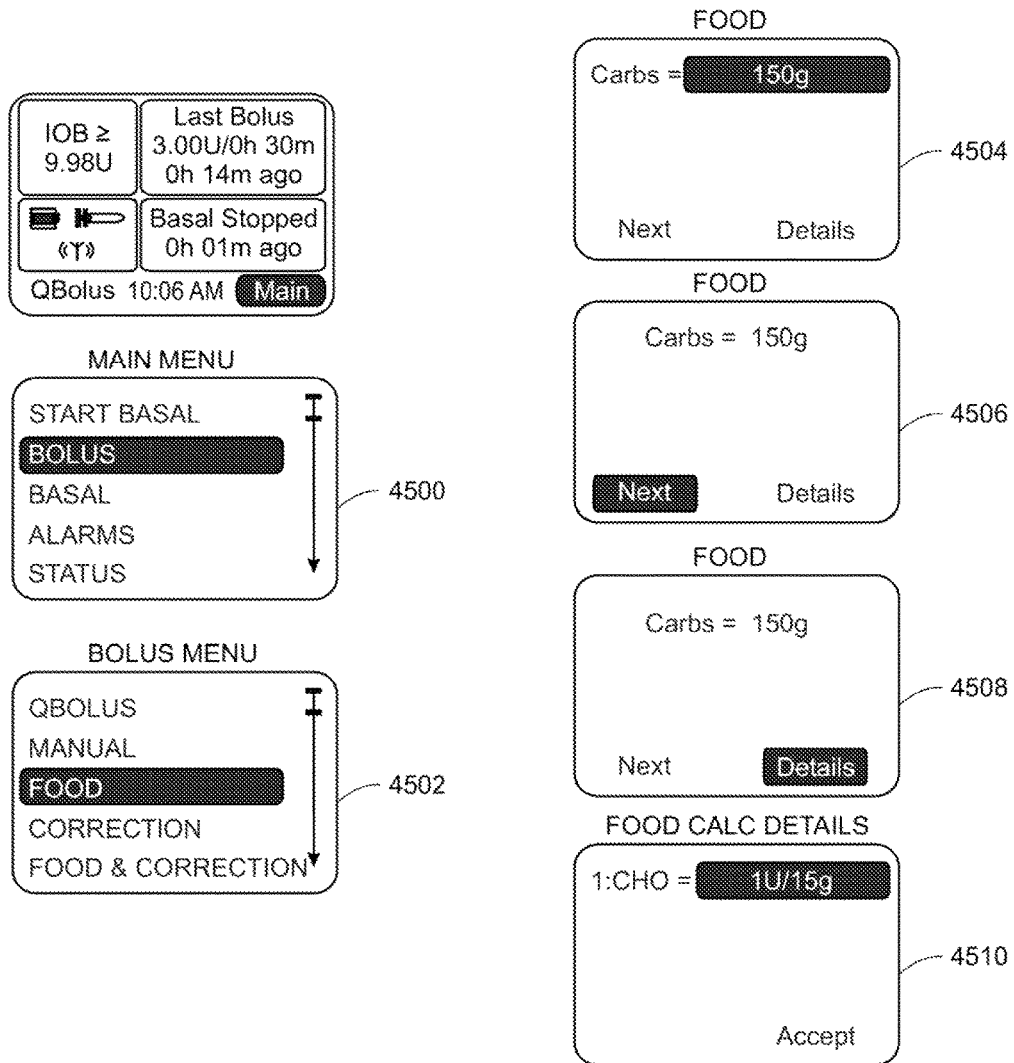 IOB ≥
9.98U
Last Bolus
3.00U/0h 30m
0h 14m ago
Basal Stopped
0h 01m ago
QBolus 10:06 AM Main
MAIN MENU
START BASAL
BOLUS
BASAL
ALARMS
STATUS
4500
BOLUS MENU
QBOLUS
MANUAL
FOOD
CORRECTION
FOOD & CORRECTION
4502
FOOD
Carbs = 150g
Next Details
4504
FOOD
Carbs = 150g
Next Details
4506
FOOD
Carbs = 150g
Next Details
4508
FOOD CALC DETAILS
1:CHO = 1U/15g
Accept
4510